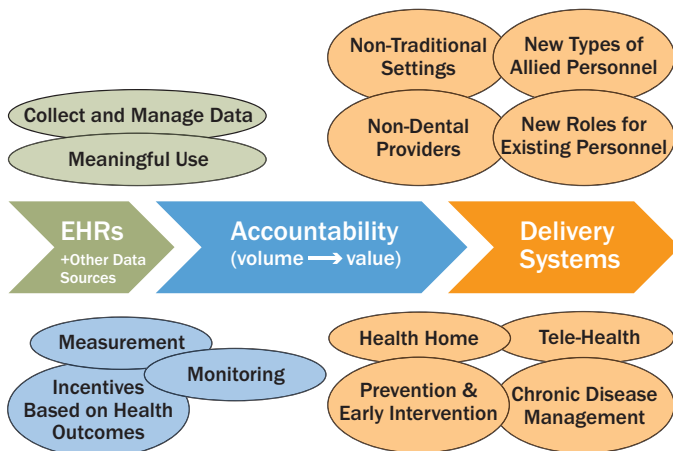 Non-Traditional
Settings
New Types of
Allied Personnel
Collect and Manage Data
Meaningful Use
Non-Dental
Providers
New Roles for
Existing Personnel
EHRs
+Other Data
Sources
Accountability
(volume → value)
Delivery
Systems
Measurement
Monitoring
Incentives
Based on Health
Outcomes
Health Home
Tele-Health
Prevention &
Early Intervention
Chronic Disease
Management